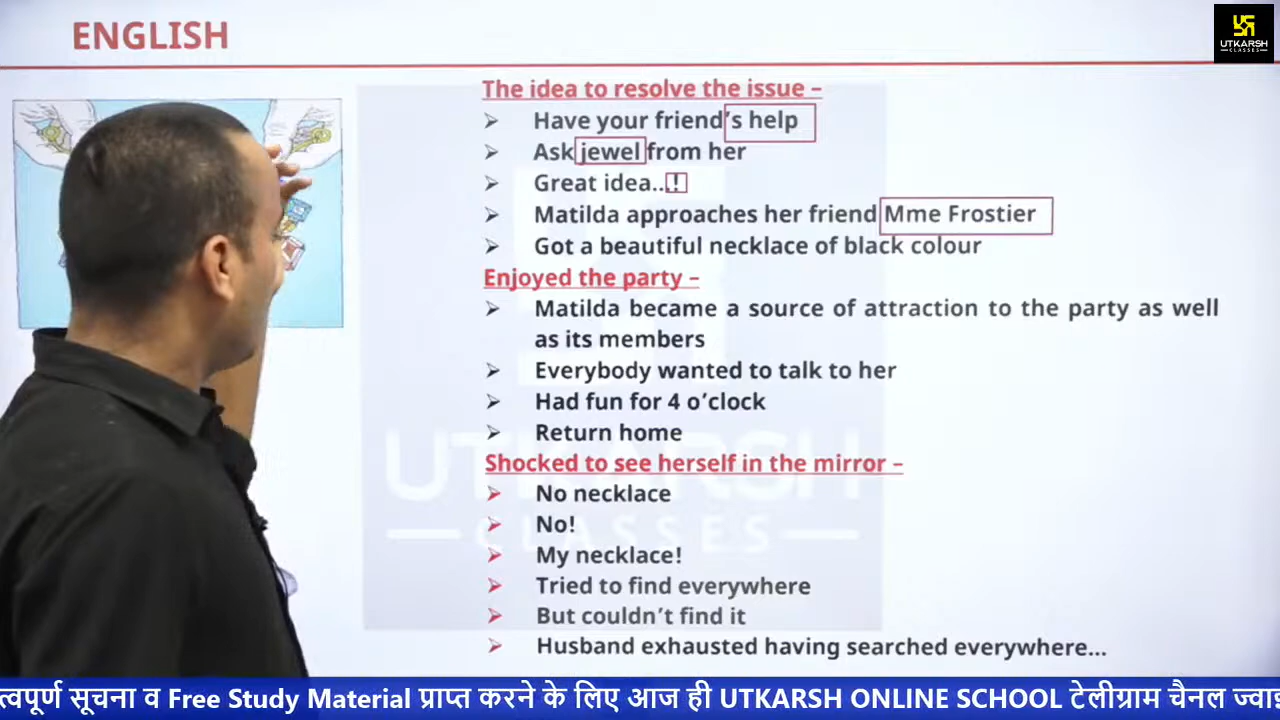 ENGLISH
UTKARSH
CLASSES
The idea to resolve the issue –
➢ Have your friend's help
➢ Ask jewel from her
➢ Great idea...!
➢ Matilda approaches her friend Mme Frostier
➢ Got a beautiful necklace of black colour
Enjoyed the party –
➢ Matilda became a source of attraction to the party as well
as its members
➢ Everybody wanted to talk to her
➢ Had fun for 4 o'clock
➢ Return home
Shocked to see herself in the mirror –
➢ No necklace
➢ No!
➢ My necklace!
➢ Tried to find everywhere
➢ But couldn't find it
➢ Husband exhausted having searched everywhere...
UTKARSH
CLASSES
सूचना व Free Study Material प्राप्त करने के लिए आज ही UTKARSH ONLINE SCHOOL टेलीग्राम चैनल